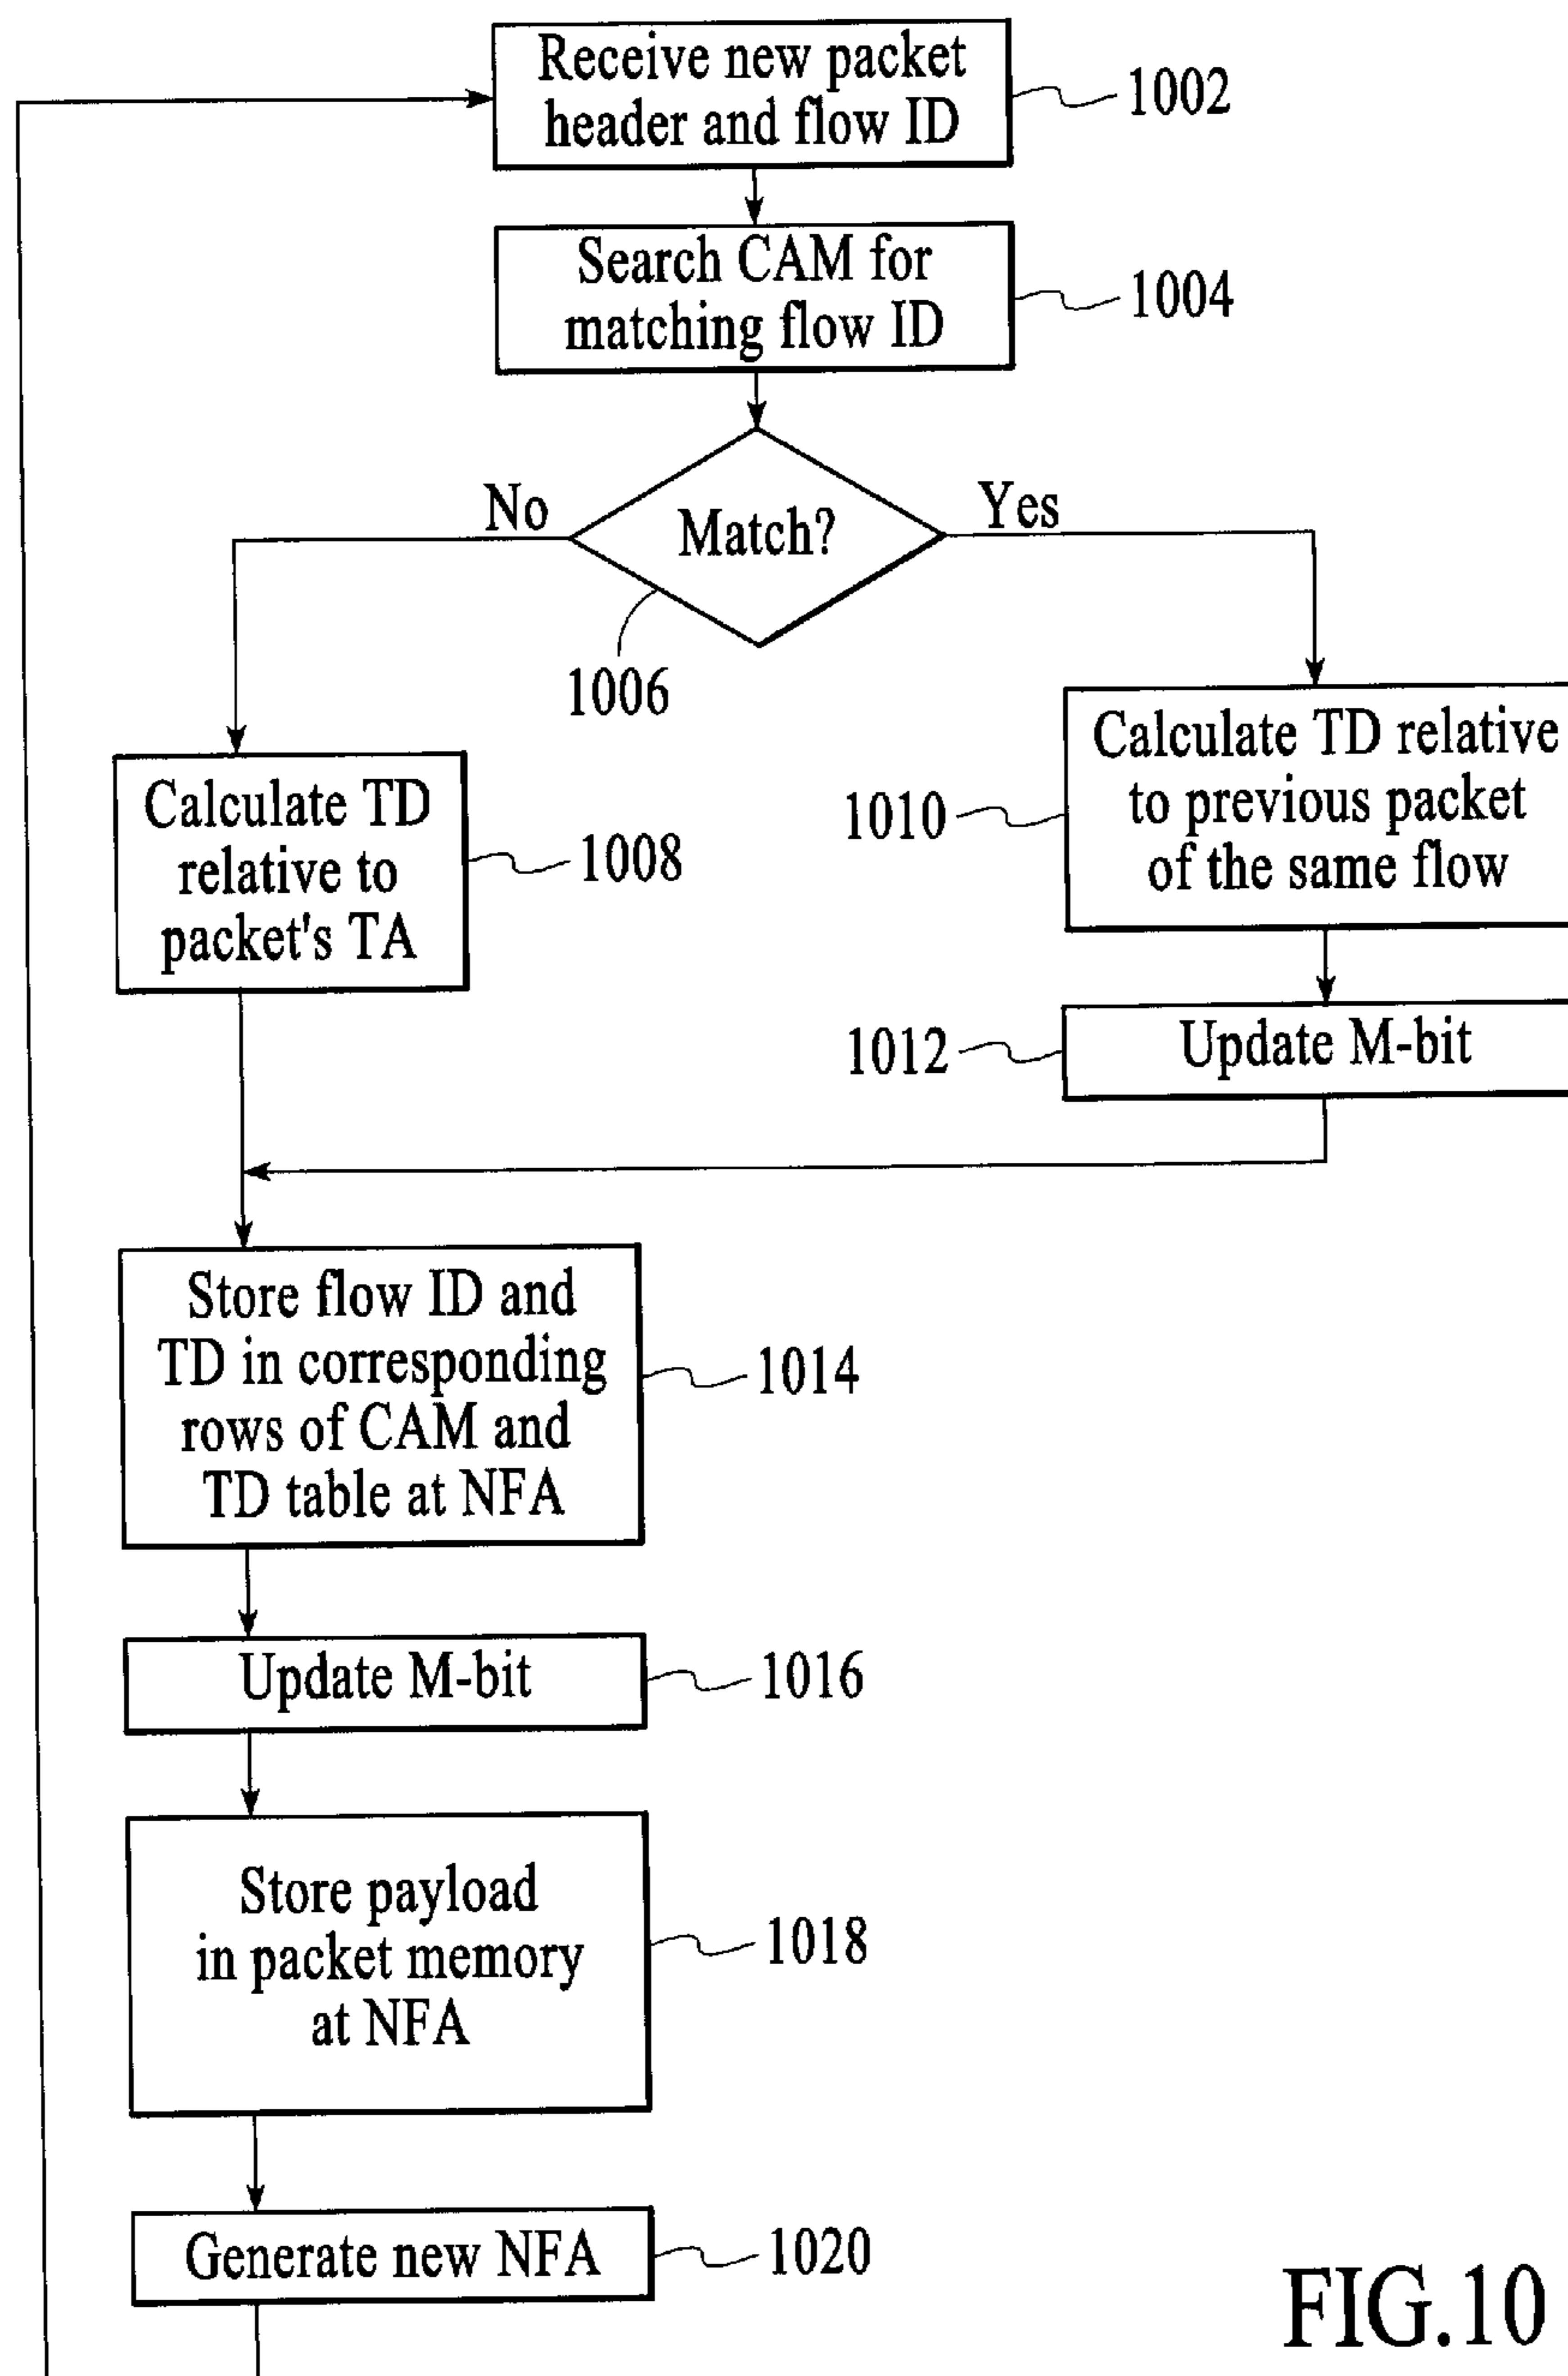 Receive new packet
header and flow ID
1002
Search CAM for
matching flow ID
1004
No
Match?
Yes
1006
Calculate TD
relative to
packet's TA
1008
Calculate TD relative
to previous packet
of the same flow
1010
Update M-bit
1012
Store flow ID and
TD in corresponding
rows of CAM and
TD table at NFA
1014
Update M-bit
1016
Store payload
in packet memory
at NFA
1018
Generate new NFA
1020
FIG.10